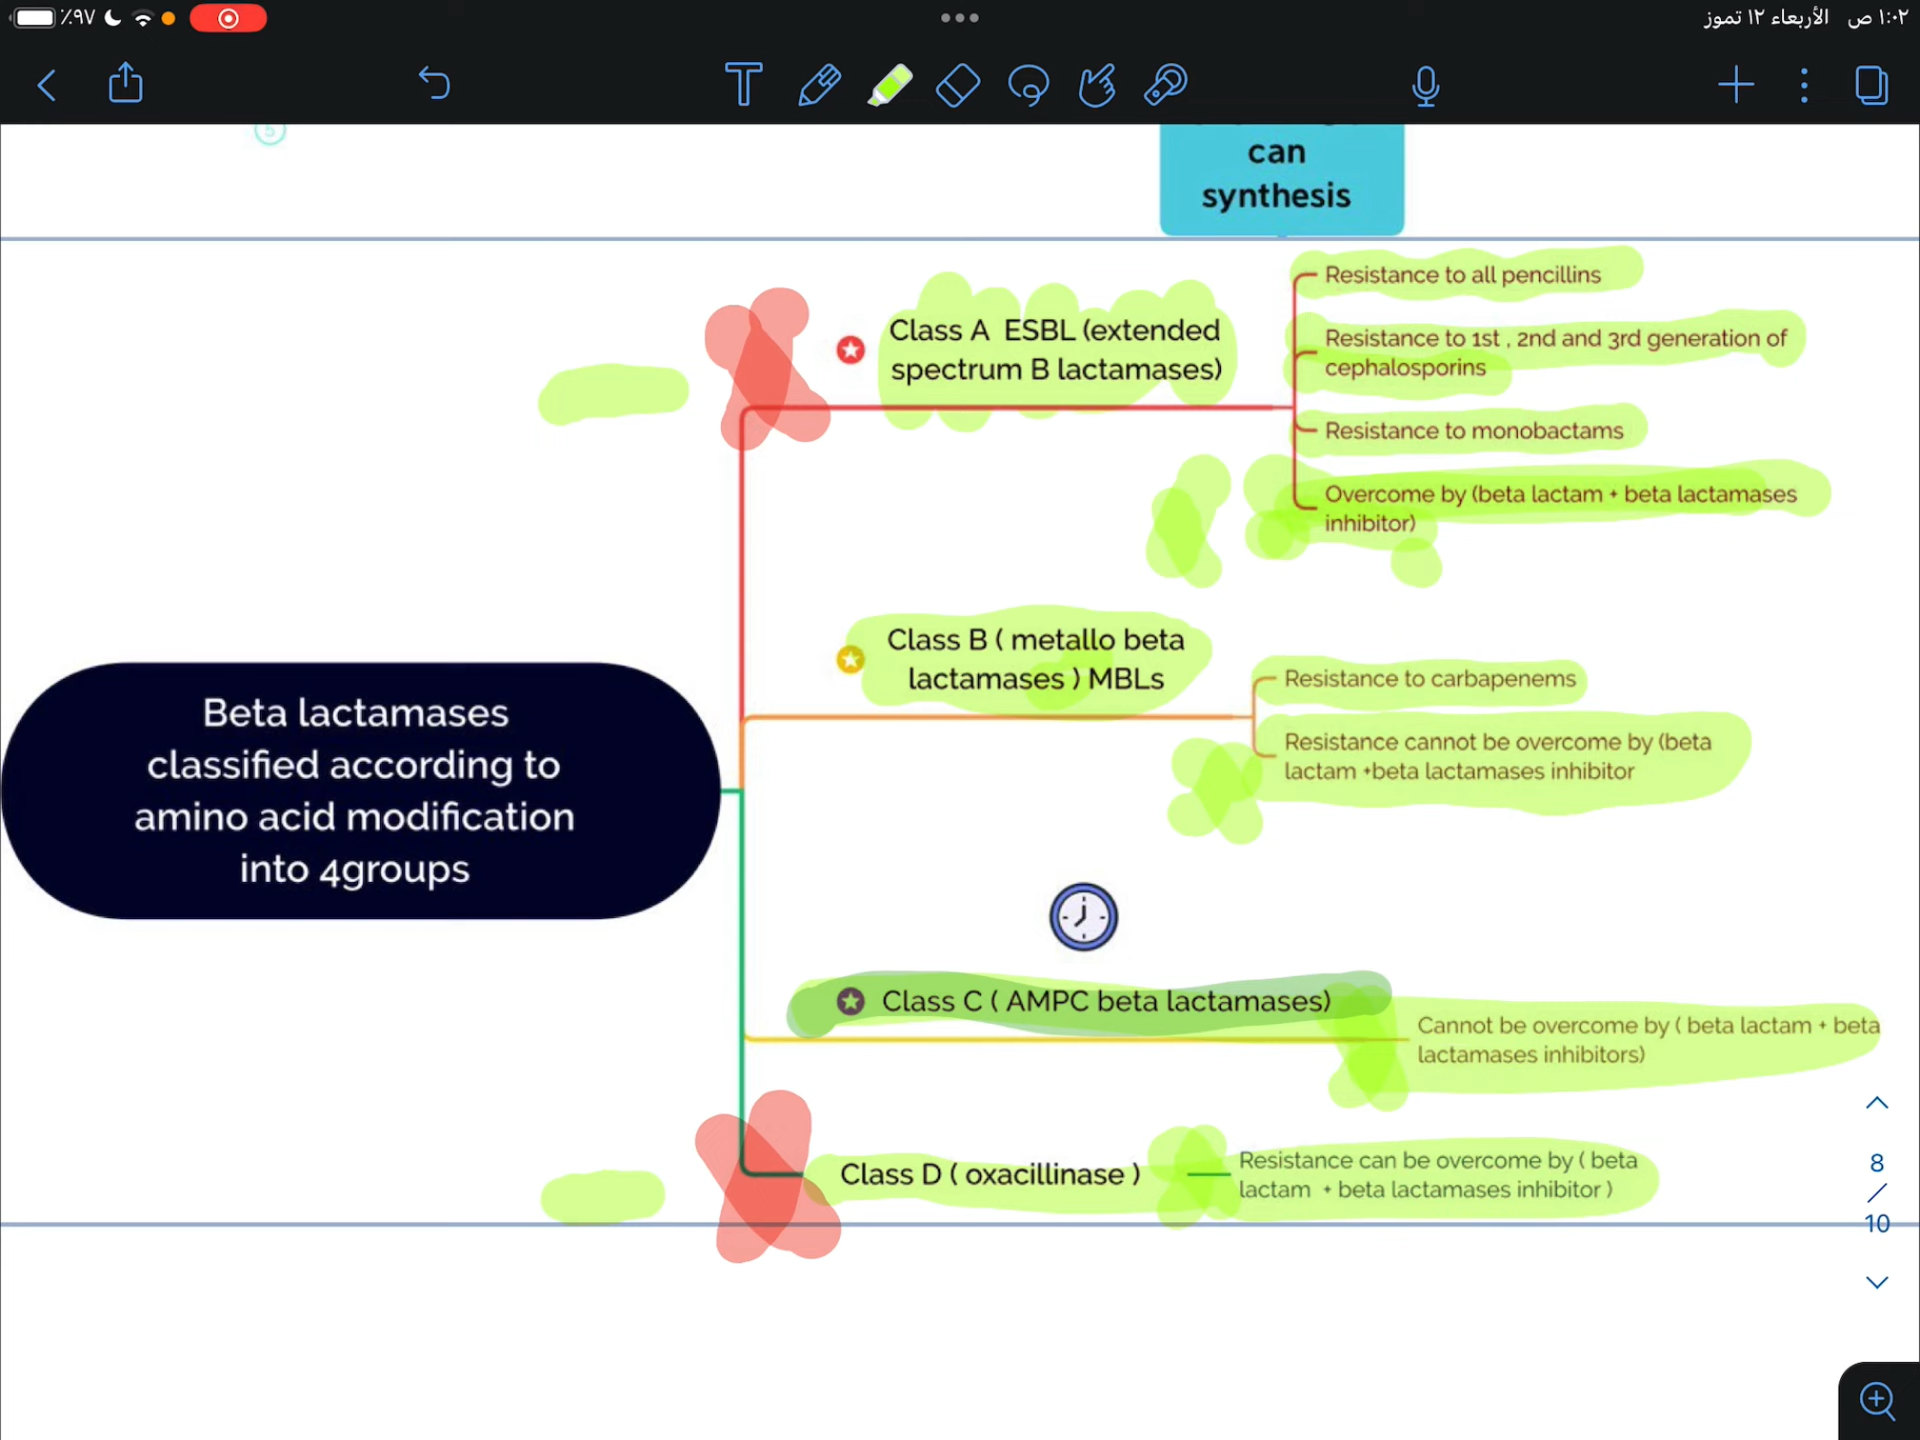 ٪٩٧
١:٠٢ ص الأربعاء ١٢ تموز
5
can
synthesis
Class A ESBL (extended
spectrum B lactamases)
Resistance to all pencillins
Resistance to 1st , 2nd and 3rd generation of
cephalosporins
Resistance to monobactams
Overcome by (beta lactam + beta lactamases
inhibitor)
Class B ( metallo beta
lactamases ) MBLs
Resistance to carbapenems
Resistance cannot be overcome by (beta
lactam +beta lactamases inhibitor
Beta lactamases
classified according to
amino acid modification
into 4groups
Class C ( AMPC beta lactamases)
Cannot be overcome by ( beta lactam + beta
lactamases inhibitors)
Class D ( oxacillinase )
Resistance can be overcome by ( beta
lactam + beta lactamases inhibitor )
8
/
10